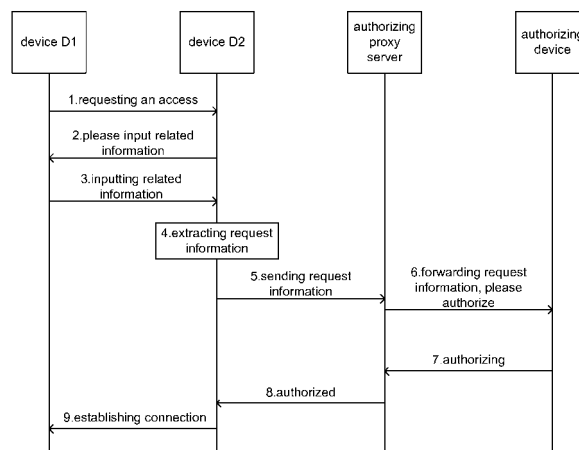 device D1
device D2
authorizing
proxy
server
authorizing
device
1.requesting an access
2.please input related
information
3.inputting related
information
4.extracting request
information
5.sending request
information
6.forwarding request
information, please
authorize
7.authorizing
8.authorized
9.establishing connection